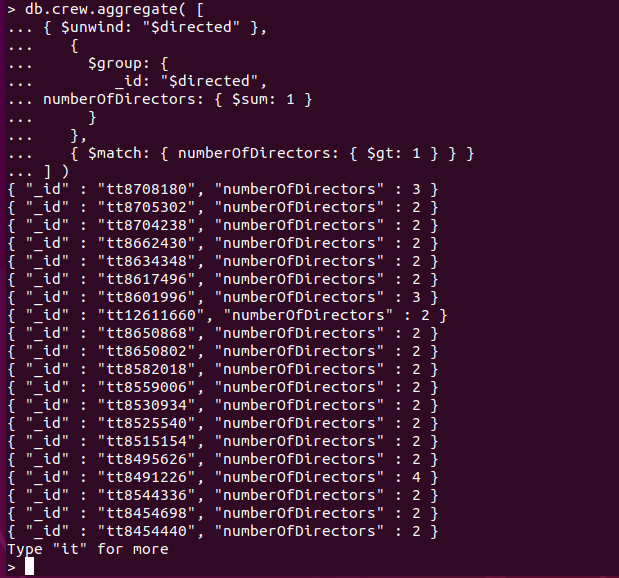 > db.crew.aggregate( [
... { $unwind: "$directed" },
...    {
...      $group: {
...         _id: "$directed",
... numberOfDirectors: { $sum: 1 }
...      }
...    },
...    { $match: { numberOfDirectors: { $gt: 1 } } }
... ] )
{ "_id" : "tt8708180", "numberOfDirectors" : 3 }
{ "_id" : "tt8705302", "numberOfDirectors" : 2 }
{ "_id" : "tt8704238", "numberOfDirectors" : 2 }
{ "_id" : "tt8662430", "numberOfDirectors" : 2 }
{ "_id" : "tt8634348", "numberOfDirectors" : 2 }
{ "_id" : "tt8617496", "numberOfDirectors" : 2 }
{ "_id" : "tt8601996", "numberOfDirectors" : 3 }
{ "_id" : "tt12611660", "numberOfDirectors" : 2 }
{ "_id" : "tt8650868", "numberOfDirectors" : 2 }
{ "_id" : "tt8650802", "numberOfDirectors" : 2 }
{ "_id" : "tt8582018", "numberOfDirectors" : 2 }
{ "_id" : "tt8559006", "numberOfDirectors" : 2 }
{ "_id" : "tt8530934", "numberOfDirectors" : 2 }
{ "_id" : "tt8525540", "numberOfDirectors" : 2 }
{ "_id" : "tt8515154", "numberOfDirectors" : 2 }
{ "_id" : "tt8495626", "numberOfDirectors" : 2 }
{ "_id" : "tt8491226", "numberOfDirectors" : 4 }
{ "_id" : "tt8544336", "numberOfDirectors" : 2 }
{ "_id" : "tt8454698", "numberOfDirectors" : 2 }
{ "_id" : "tt8454440", "numberOfDirectors" : 2 }
Type "it" for more
>